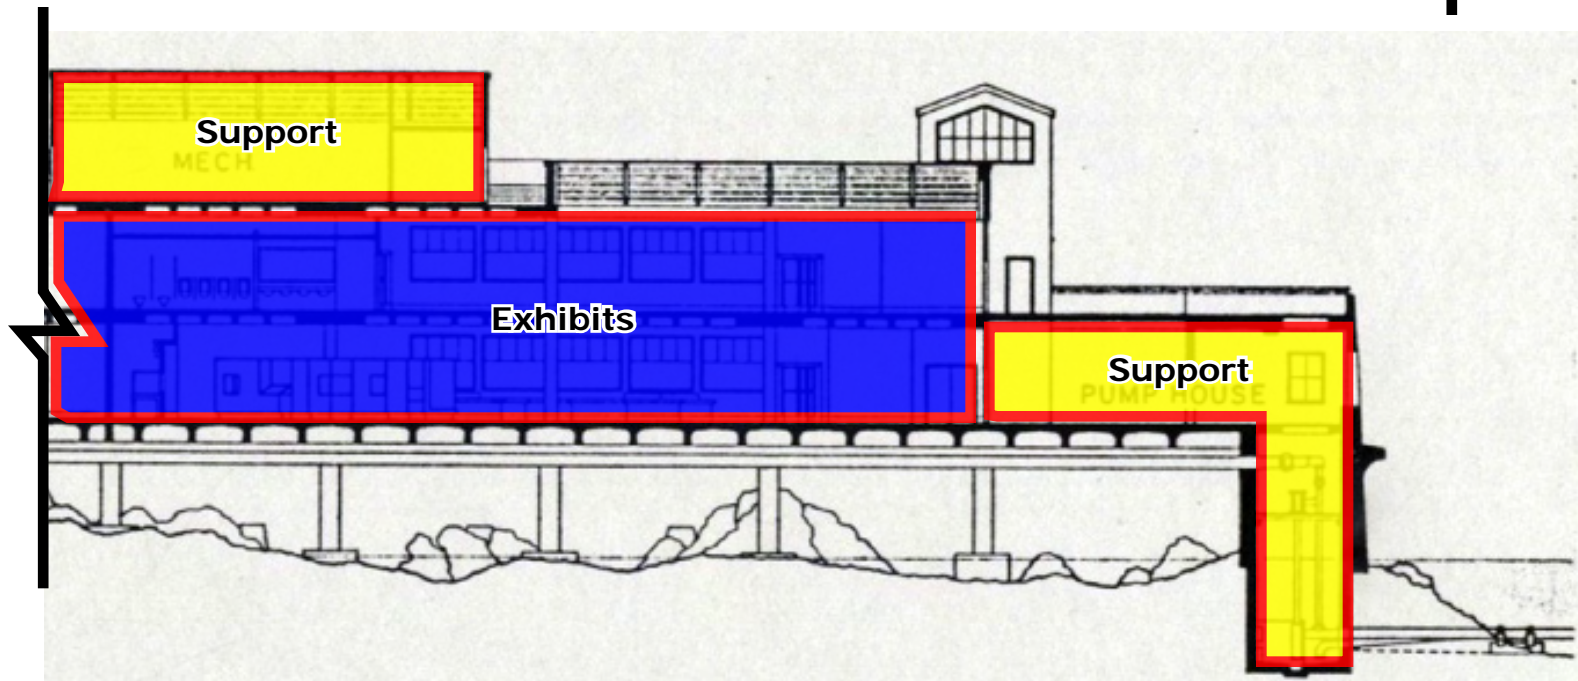 Support
MECH
Exhibits
Support
PUMP HOUSE